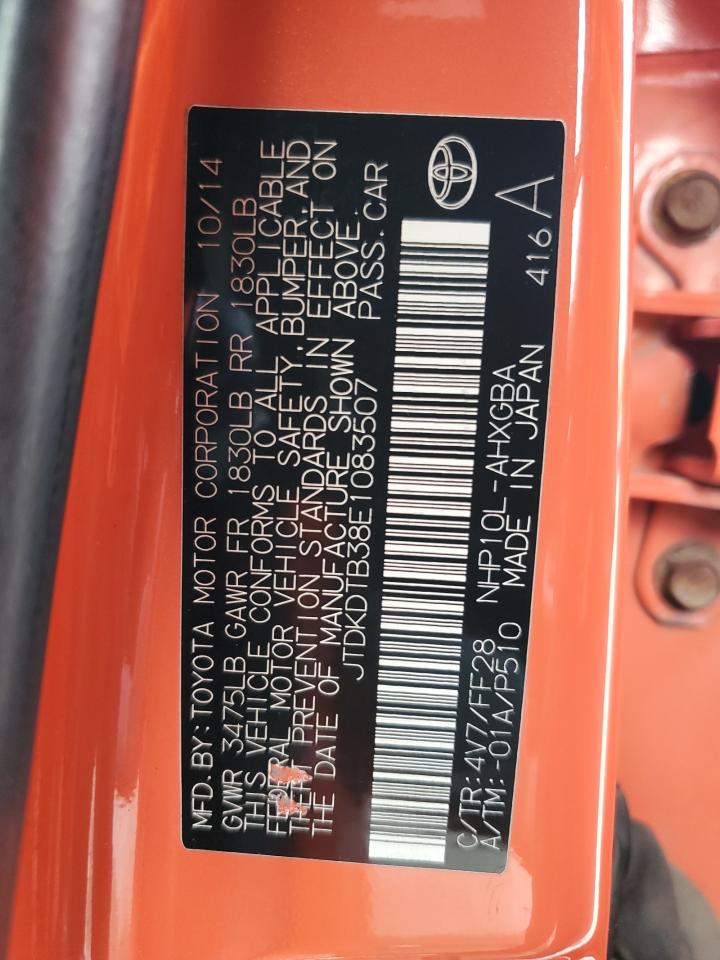 MFD.BY:TOYOTA MOTOR CORPORATION 10/14
GVWR 3475LB GAWR FR 1830LB RR 1830LB
THIS VEHICLE CONFORMS TO ALL APPLICABLE
FEDERAL MOTOR VEHICLE SAFETY, BUMPER, AND
THEFT PREVENTION STANDARDS IN EFFECT ON
THE DATE OF MANUFACTURE SHOWN ABOVE.
JTDKDTB38E1083507 PASS.CAR
C/TR:4V7/FF28 NHP10L-AHXGBA
A/TM:-01A/P510 MADE IN JAPAN 416A